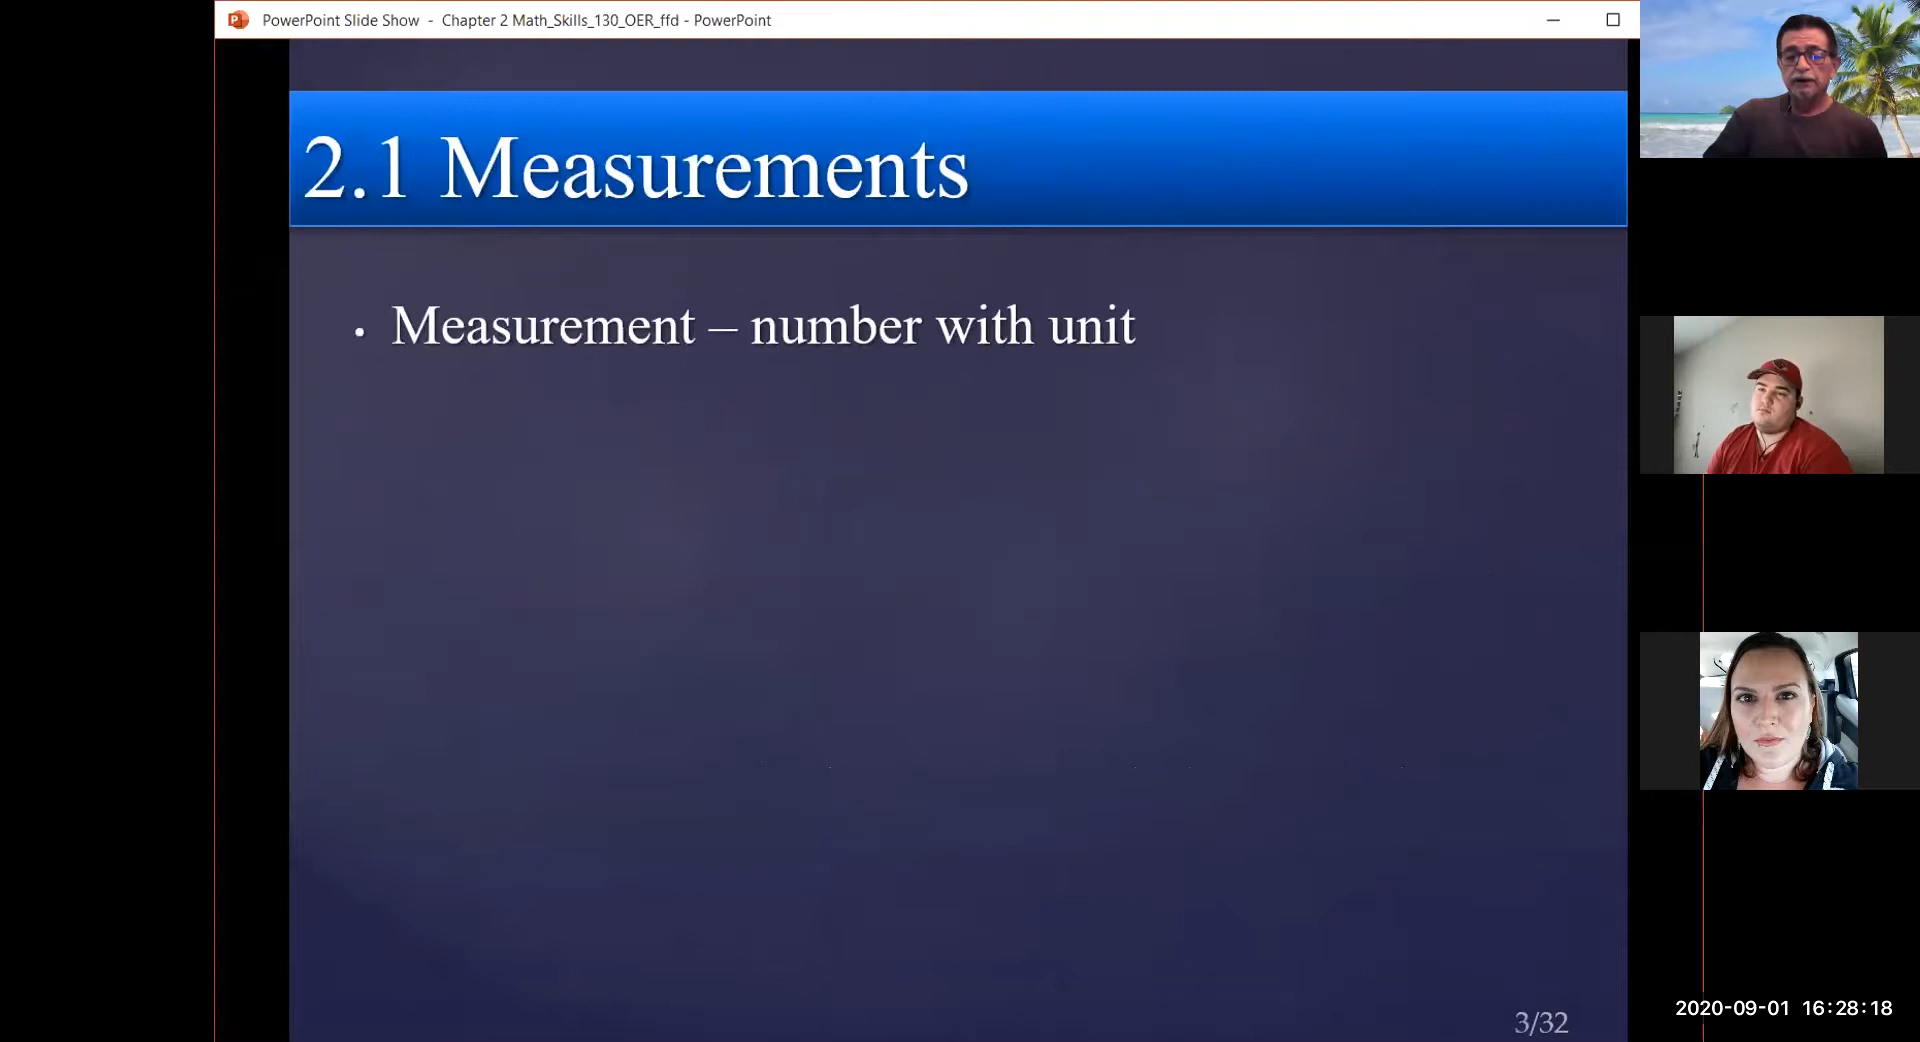 PowerPoint Slide Show - Chapter 2 Math_Skills_130_OER_ffd - PowerPoint
2.1 Measurements
• Measurement – number with unit
3/32
2020-09-01 16:28:18